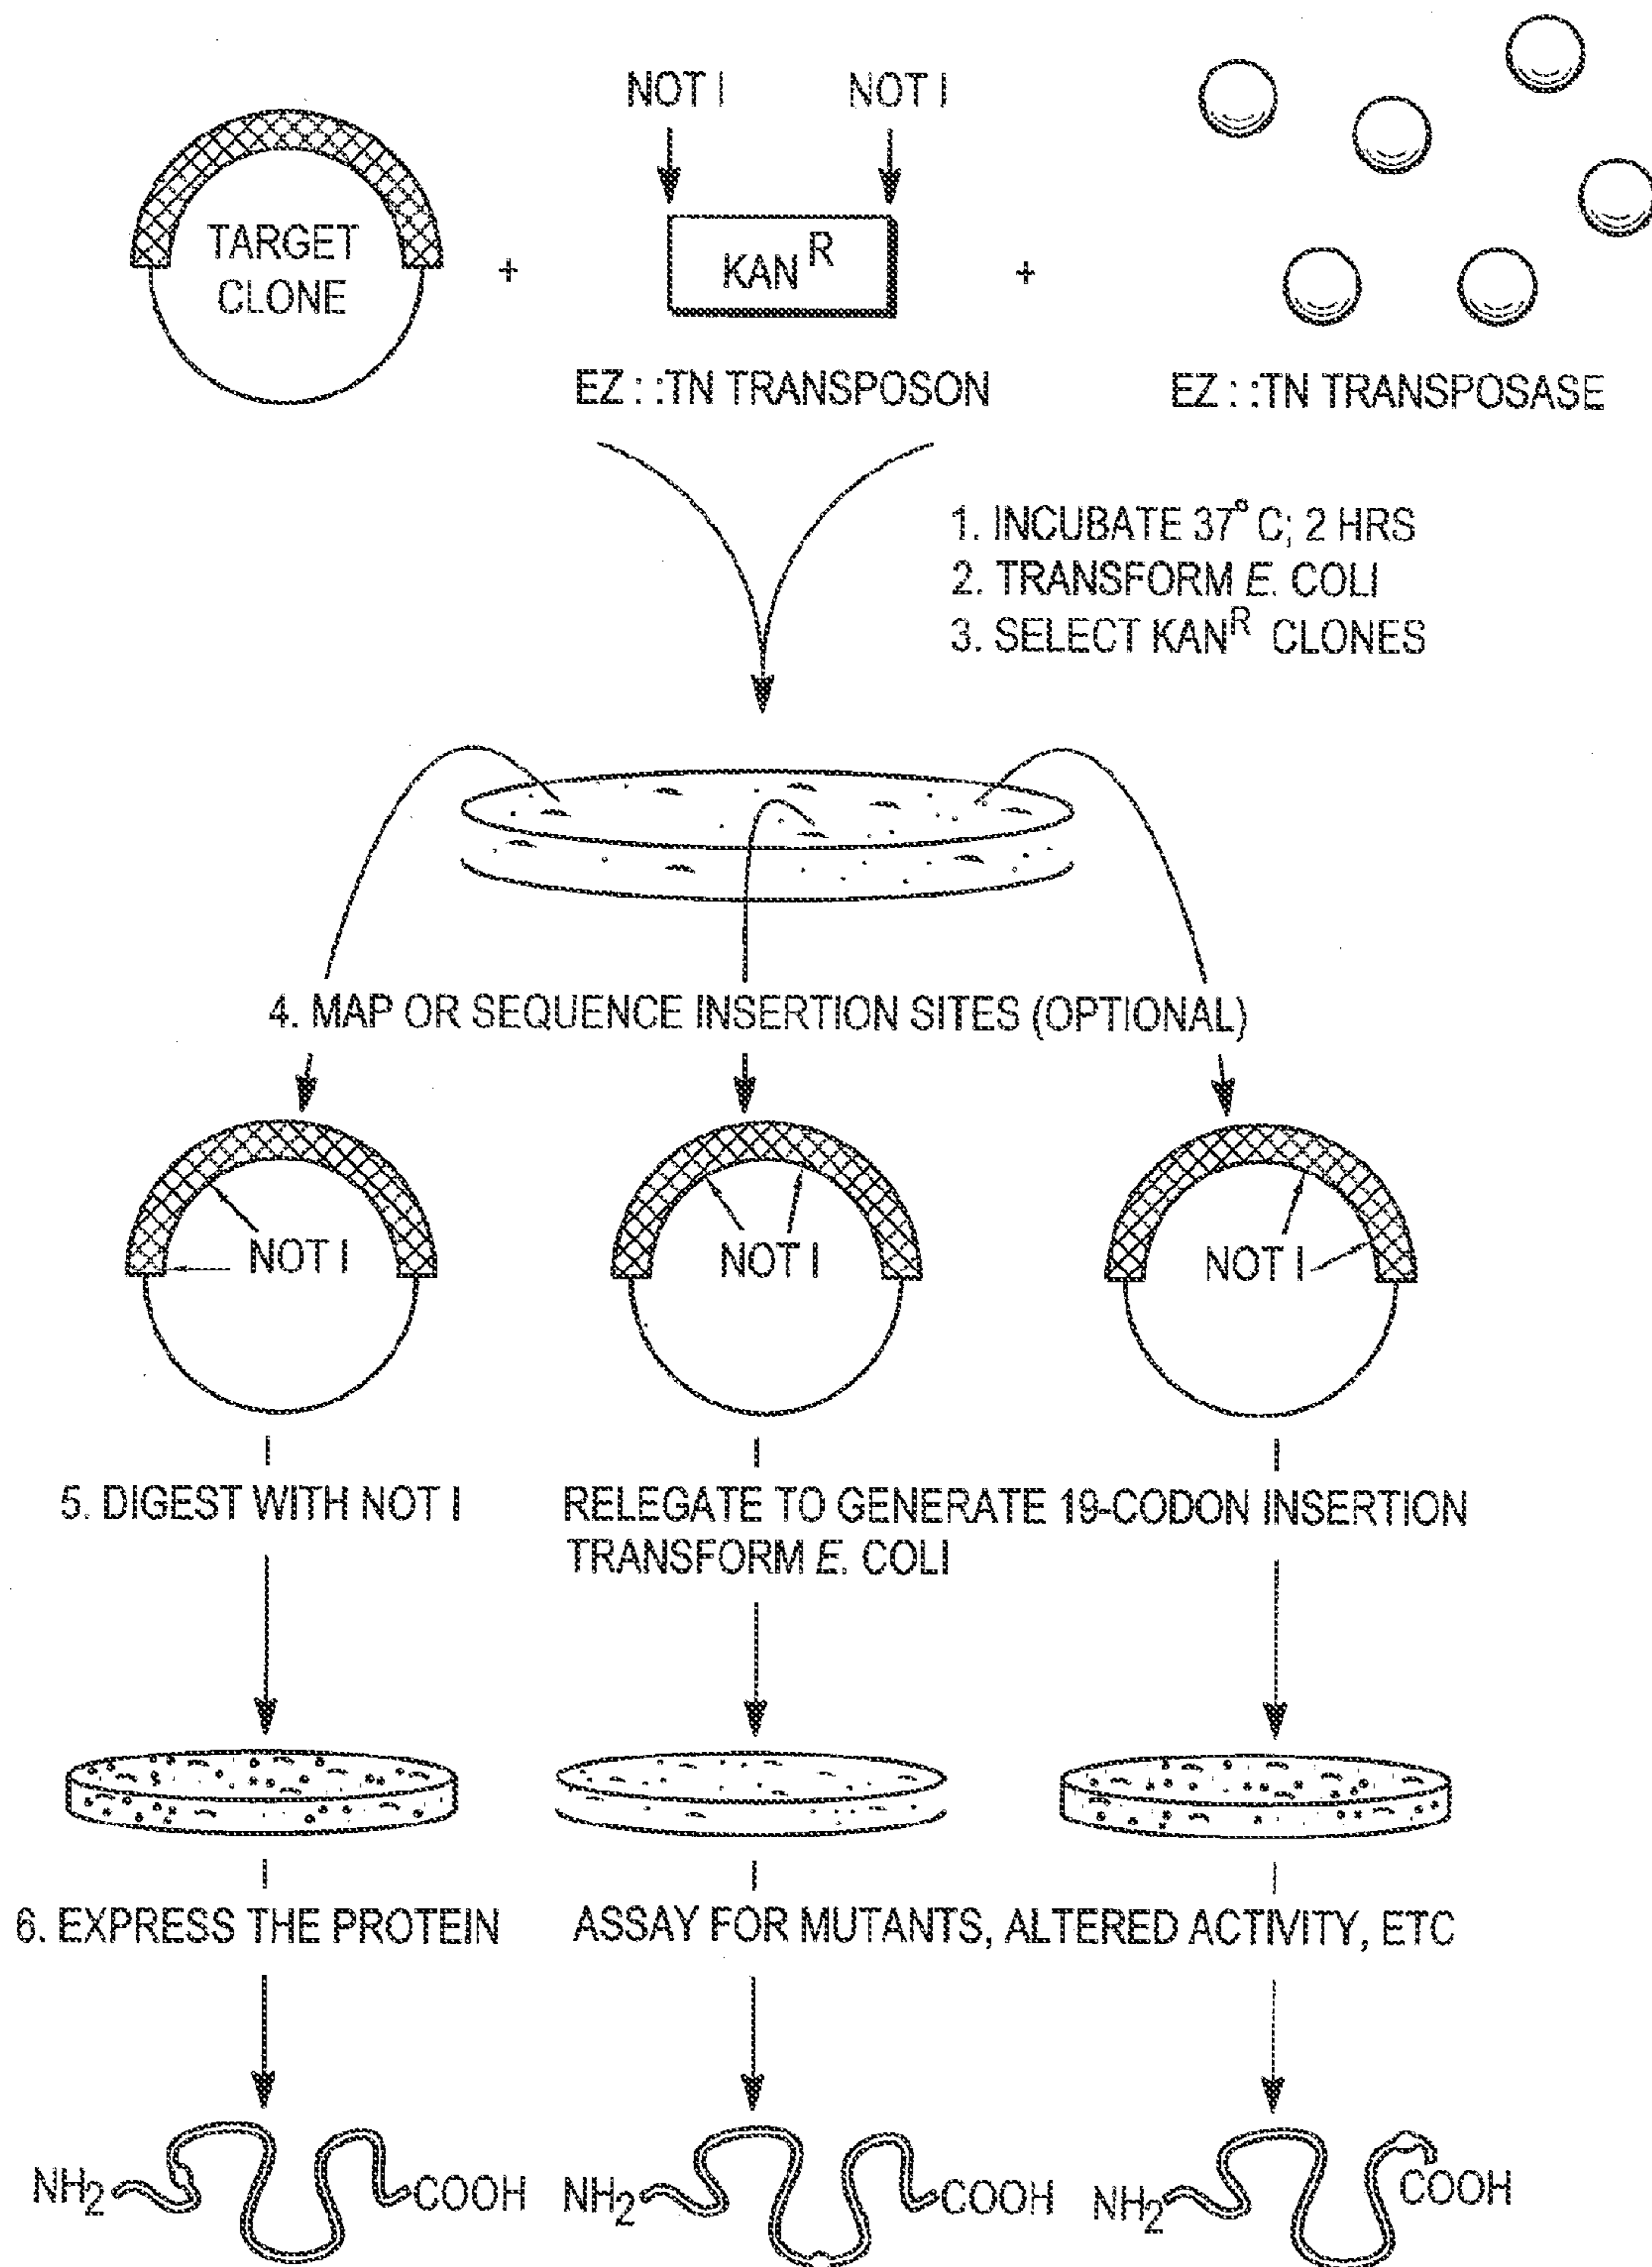 NOT I NOT I
TARGET
CLONE
+
KAN R
+
EZ : :TN TRANSPOSON
EZ : :TN TRANSPOSASE
1. INCUBATE 37° C; 2 HRS
2. TRANSFORM E. COLI
3. SELECT KAN R CLONES
4. MAP OR SEQUENCE INSERTION SITES (OPTIONAL)
NOT I
NOT I
NOT I
5. DIGEST WITH NOT I
RELEGATE TO GENERATE 19-CODON INSERTION
TRANSFORM E. COLI
6. EXPRESS THE PROTEIN
ASSAY FOR MUTANTS, ALTERED ACTIVITY, ETC
NH2 COOH
NH2 COOH
NH2 COOH